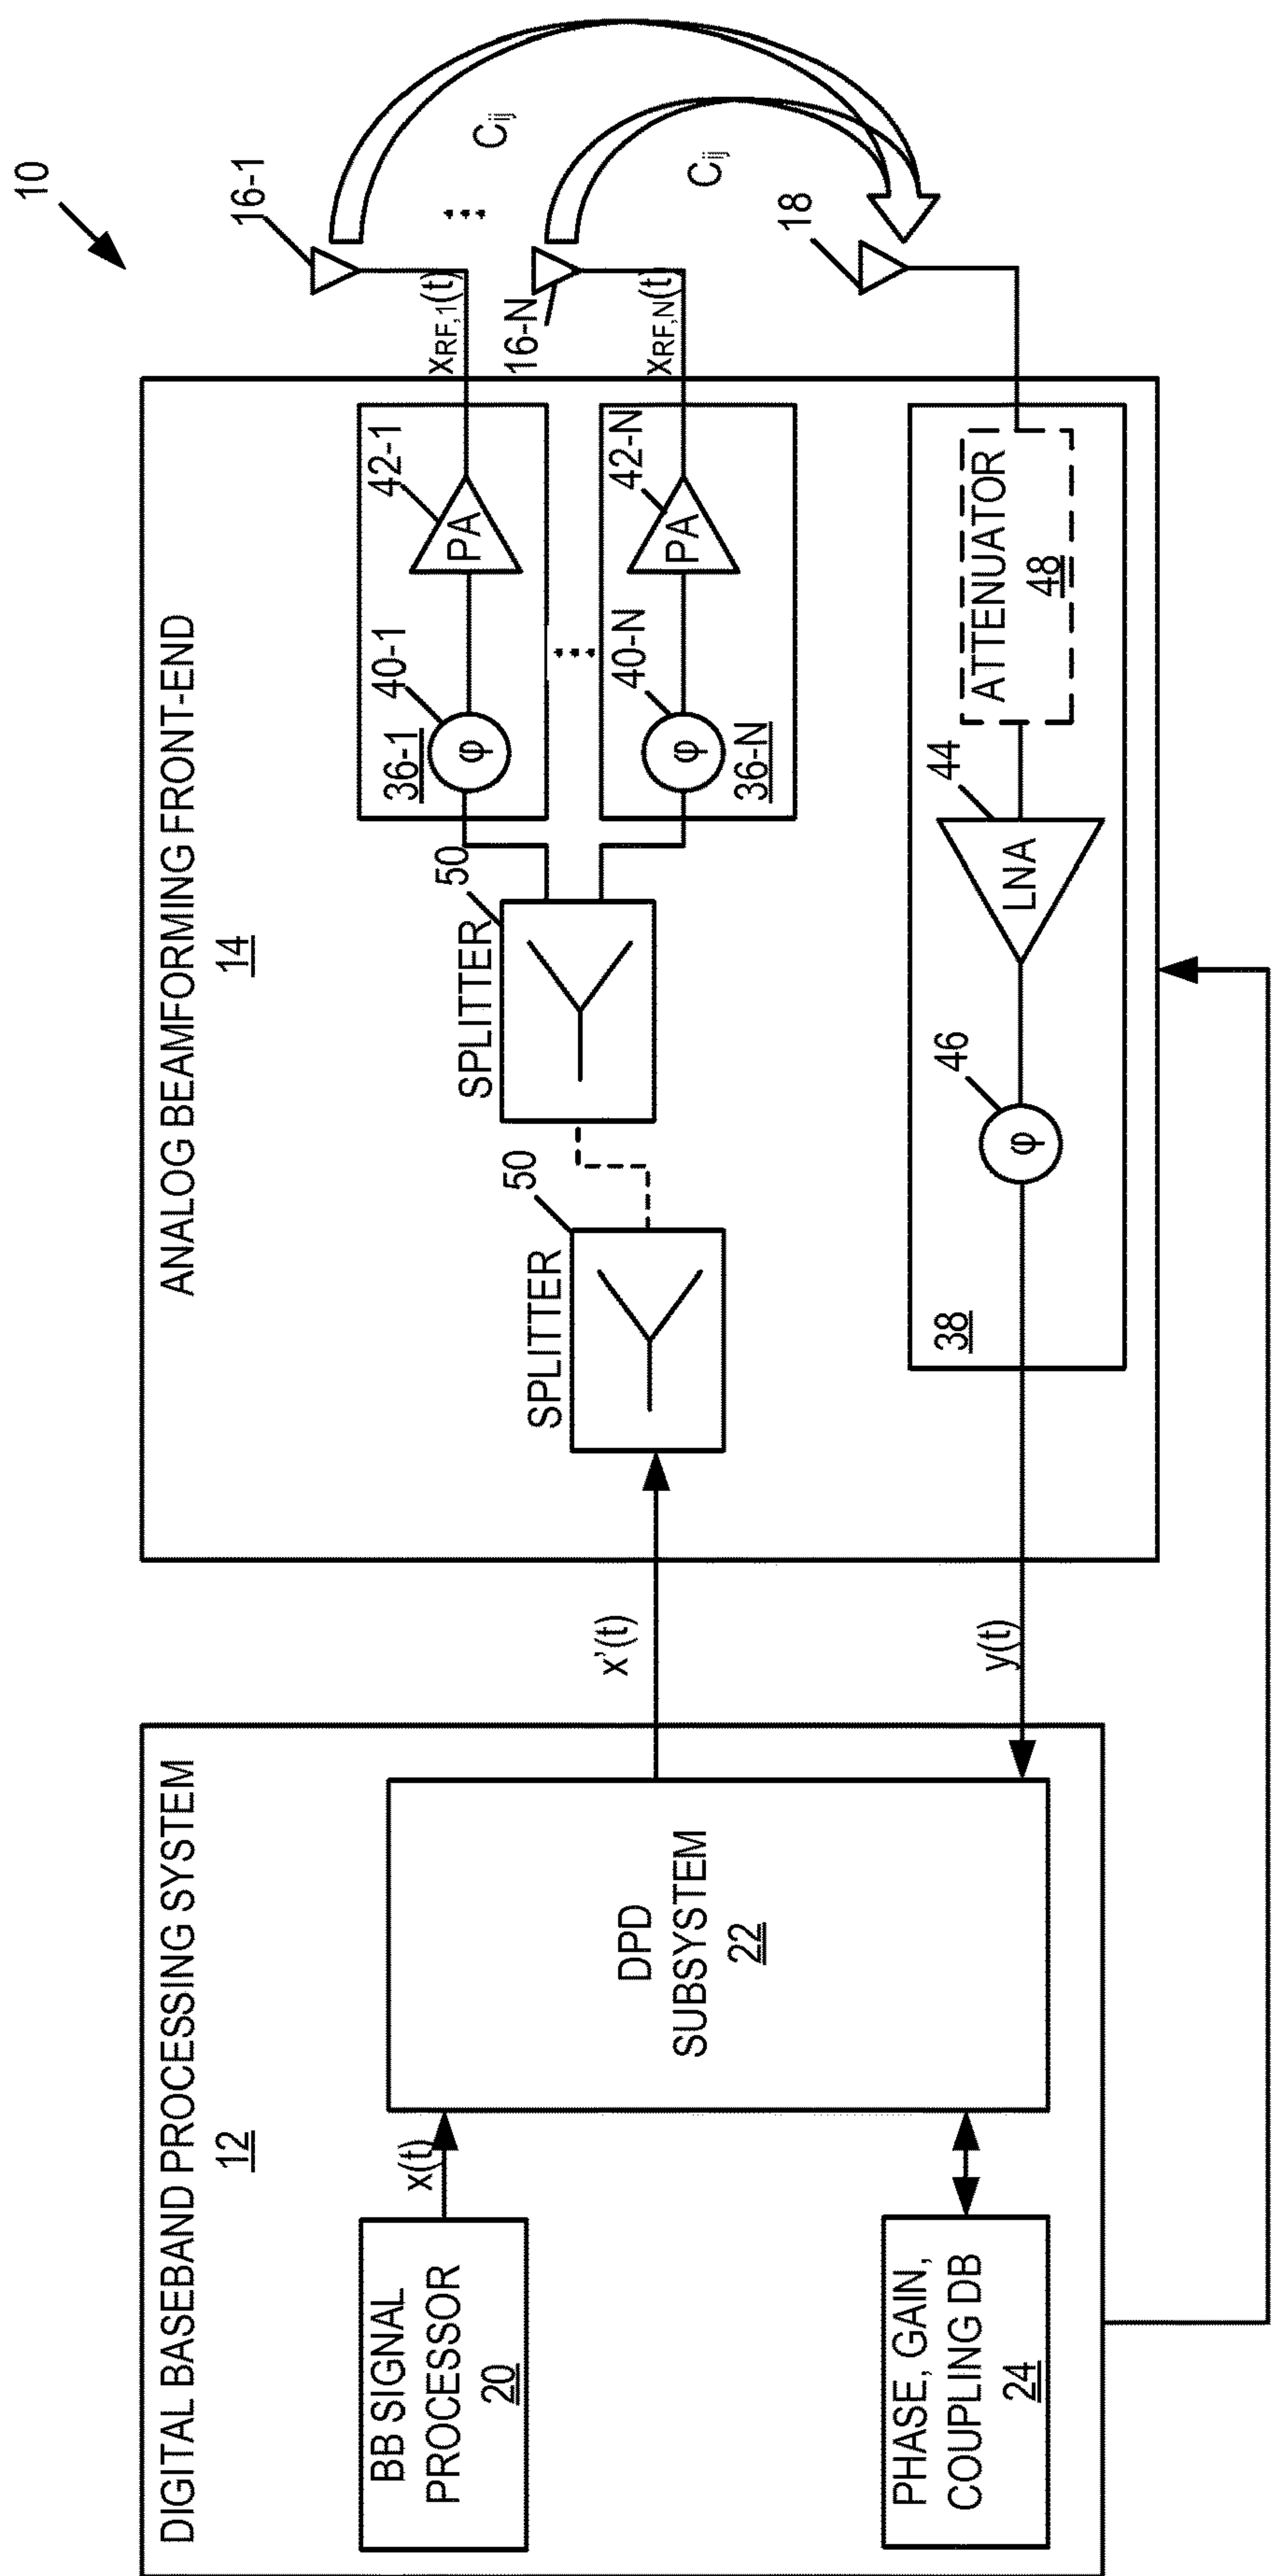 10
DIGITAL BASEBAND PROCESSING SYSTEM
12
BB SIGNAL
PROCESSOR
20
x(t)
DPD
SUBSYSTEM
22
PHASE, GAIN,
COUPLING DB
24
x'(t)
y(t)
ANALOG BEAMFORMING FRONT-END
14
SPLITTER
50
SPLITTER
50
36-1
φ
40-1
PA
42-1
36-N
φ
40-N
PA
42-N
38
φ
46
LNA
44
ATTENUATOR
48
xRF,1(t)
16-1
xRF,N(t)
16-N
18
Cij
Cij